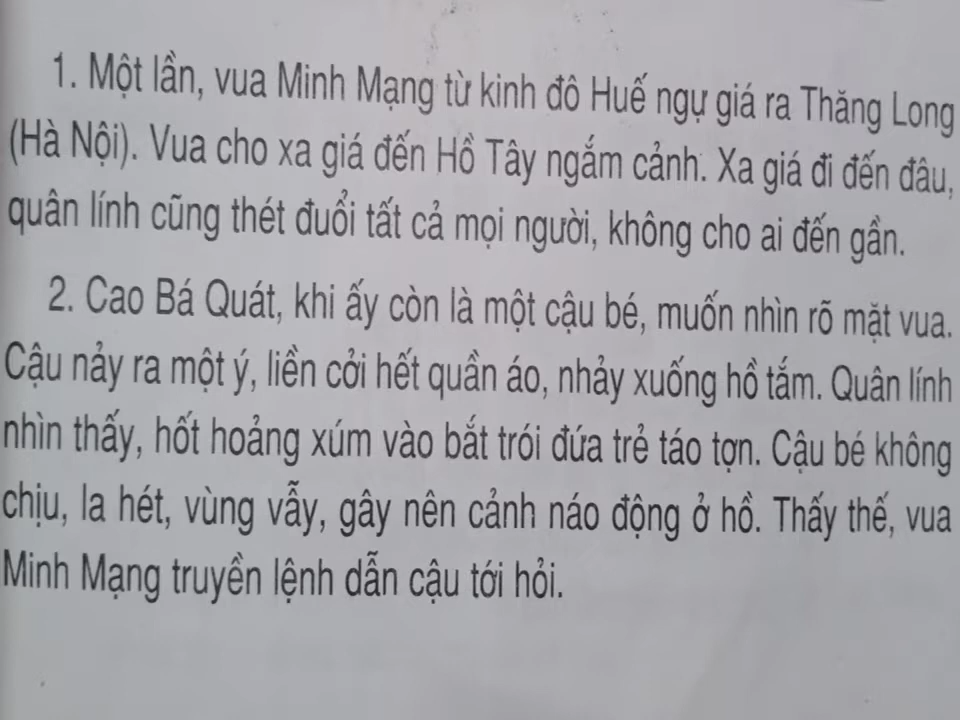 1. Một lần, vua Minh Mạng từ kinh đô Huế ngự giá ra Thăng Long
(Hà Nội). Vua cho xa giá đến Hồ Tây ngắm cảnh. Xa giá đi đến đâu,
quân lính cũng thét đuổi tất cả mọi người, không cho ai đến gần.
2. Cao Bá Quát, khi ấy còn là một cậu bé, muốn nhìn rõ mặt vua.
Cậu nảy ra một ý, liền cởi hết quần áo, nhảy xuống hồ tắm. Quân lính
nhìn thấy, hốt hoảng xúm vào bắt trói đứa trẻ táo tợn. Cậu bé không
chịu, la hét, vùng vẫy, gây nên cảnh náo động ở hồ. Thấy thế, vua
Minh Mạng truyền lệnh dẫn cậu tới hỏi.